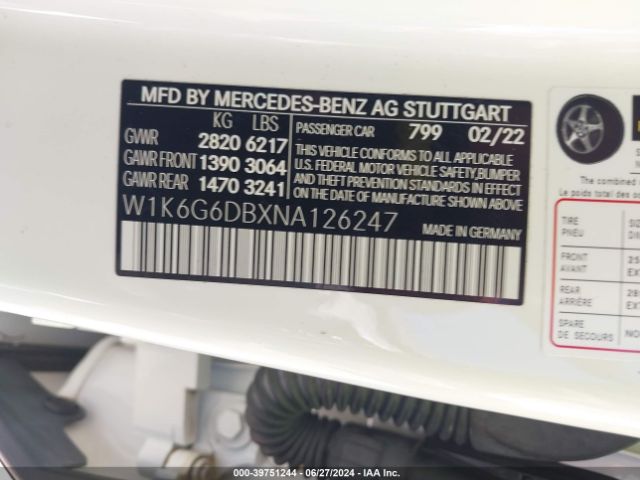 MFD BY MERCEDES-BENZ AG STUTTGART
KG LBS PASSENGER CAR 799 02/22
GVWR 2820 6217
GAWR FRONT 1390 3064
GAWR REAR 1470 3241
THIS VEHICLE CONFORMS TO ALL APPLICABLE
U.S. FEDERAL MOTOR VEHICLE SAFETY,BUMPER
AND THEFT PREVENTION STANDARDS IN EFFECT
ON THE DATE OF MANUFACTURE SHOWN ABOVE.
W1K6G6DBXNA126247
MADE IN GERMANY
The combined
TIRE
PNEU
FRONT
AVANT
REAR
ARRIÈRE
SPARE
DE SECOURS
000-39751244 - 06/27/2024 - IAA Inc.